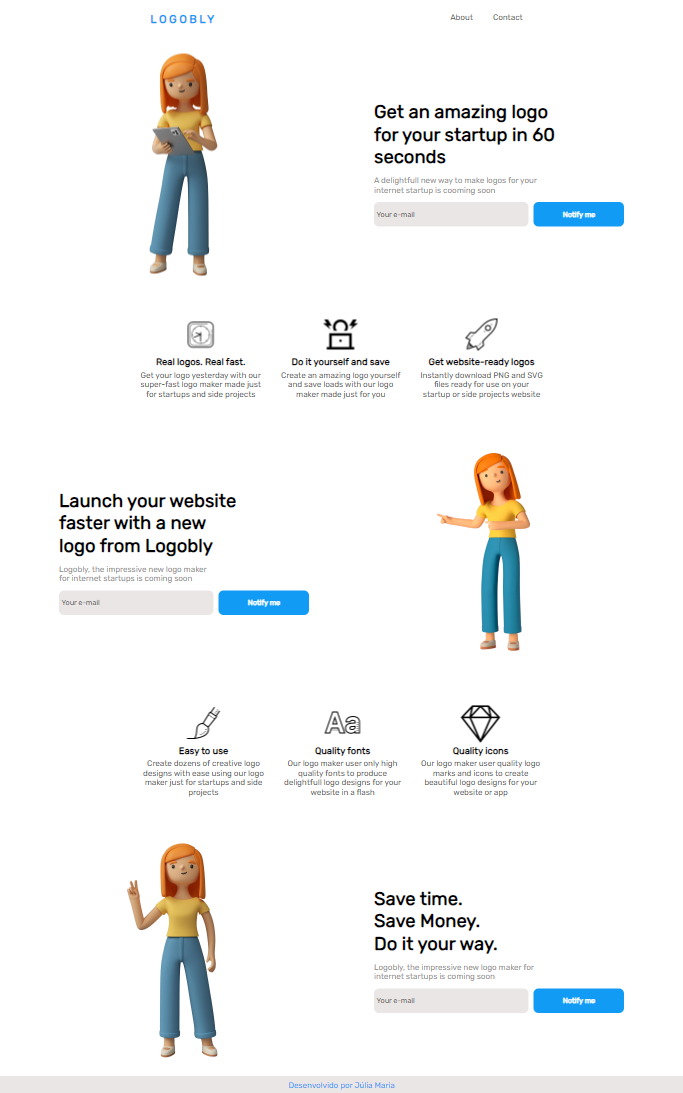 LOGOBLY
About Contact
Get an amazing logo
for your startup in 60
seconds
A delightfull new way to make logos for your
internet startup is cooming soon
Your e-mail Notify me
Real logos. Real fast.
Get your logo yesterday with our
super-fast logo maker made just
for startups and side projects
Do it yourself and save
Create an amazing logo yourself
and save loads with our logo
maker made just for you
Get website-ready logos
Instantly download PNG and SVG
files ready for use on your
startup or side projects website
Launch your website
faster with a new
logo from Logobly
Logobly, the impressive new logo maker
for internet startups is coming soon
Your e-mail Notify me
Easy to use
Create dozens of creative logo
designs with ease using our logo
maker just for startups and side
projects
Aa
Quality fonts
Our logo maker user only high
quality fonts to produce
delightfull logo designs for your
website in a flash
Quality icons
Our logo maker user quality logo
marks and icons to create
beautiful logo designs for your
website or app
Save time.
Save Money.
Do it your way.
Logobly, the impressive new logo maker for
internet startups is coming soon
Your e-mail Notify me
Desenvolvido por Júlia Maria